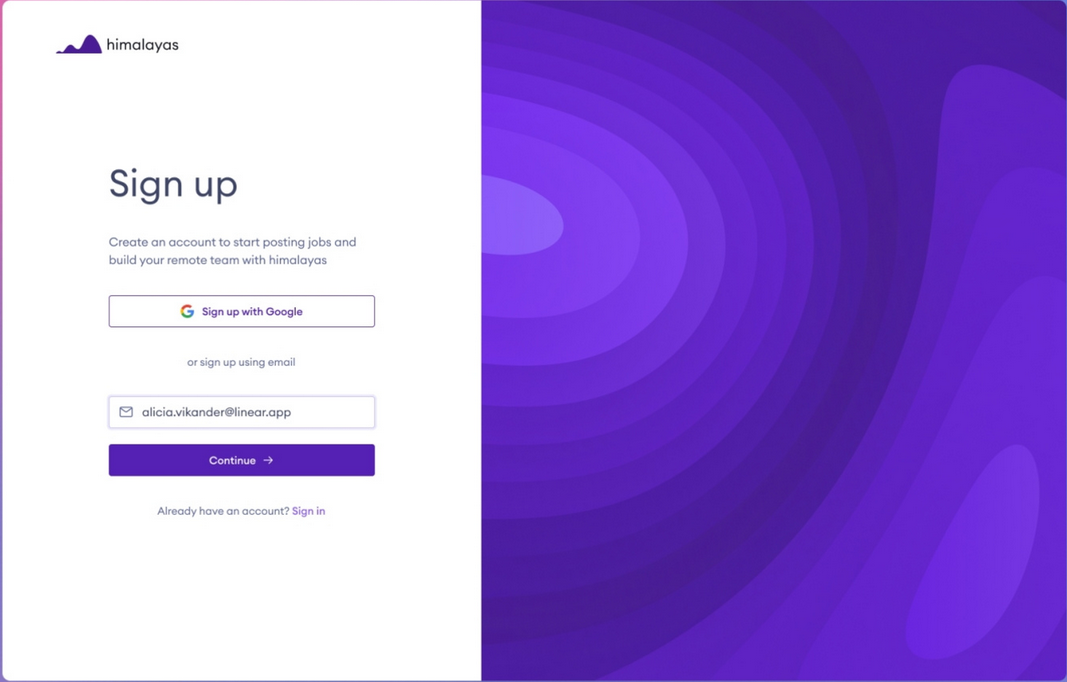 himalayas
Sign up
Create an account to start posting jobs and
build your remote team with himalayas
Sign up with Google
or sign up using email
alicia.vikander@linear.app
Continue →
Already have an account? Sign in